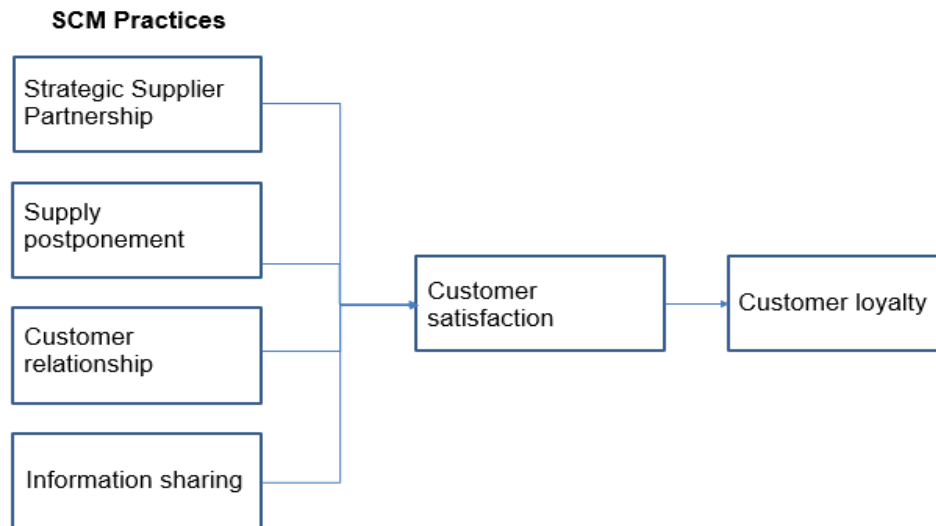 SCM Practices
Strategic Supplier
Partnership
Supply
postponement
Customer
relationship
Information sharing
Customer
satisfaction
Customer loyalty